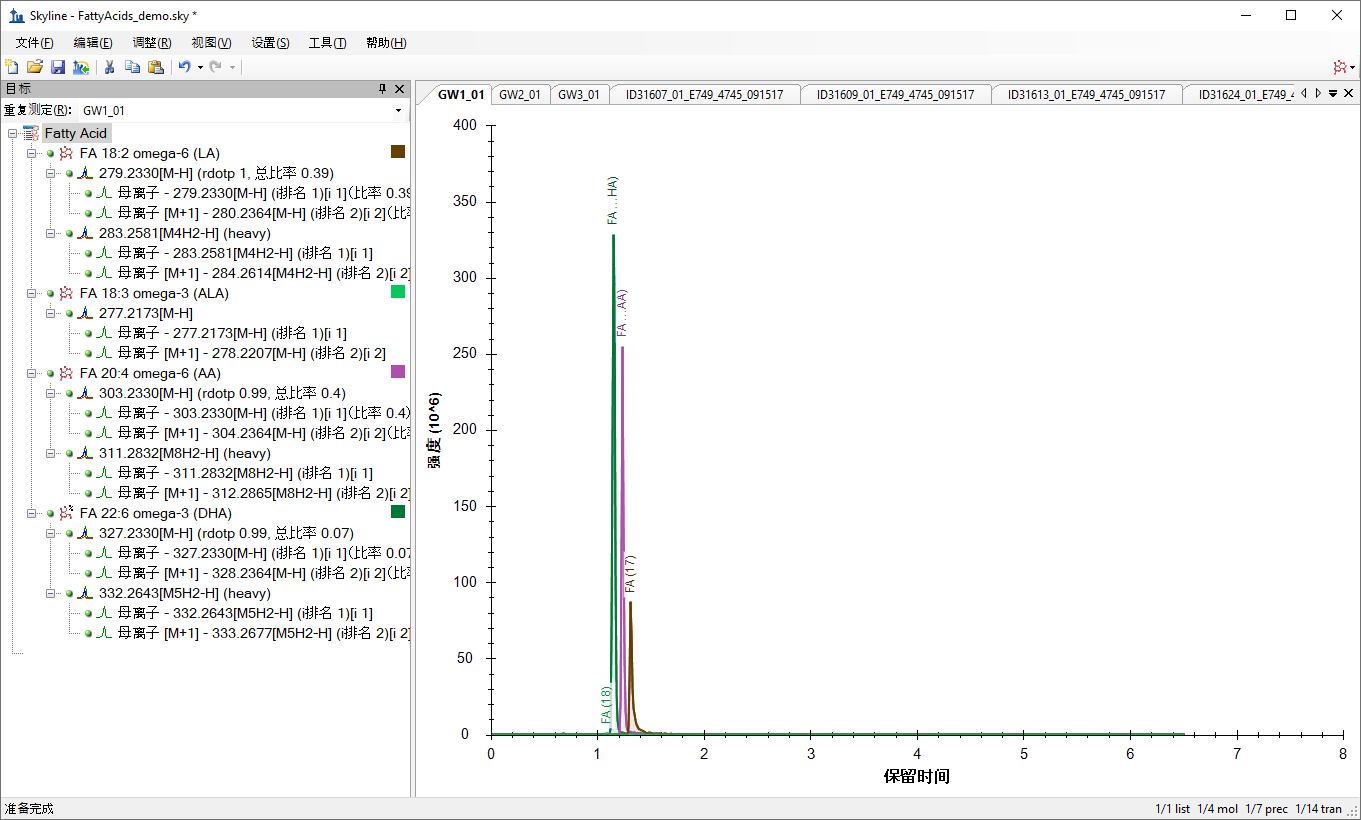 Skyline - FattyAcids_demo.sky *
文件(F) 编辑(E) 调整(R) 视图(V) 设置(S) 工具(T) 帮助(H)
目标
重复测定(R): GW1_01
Fatty Acid
FA 18:2 omega-6 (LA)
279.2330[M-H] (rdotp 1, 总比率 0.39)
母离子 - 279.2330[M-H] (i排名 1)[i 1](比率 0.39
母离子 [M+1] - 280.2364[M-H] (i排名 2)[i 2](比
283.2581[M4H2-H] (heavy)
母离子 - 283.2581[M4H2-H] (i排名 1)[i 1]
母离子 [M+1] - 284.2614[M4H2-H] (i排名 2)[i 2]
FA 18:3 omega-3 (ALA)
277.2173[M-H]
母离子 - 277.2173[M-H] (i排名 1)[i 1]
母离子 [M+1] - 278.2207[M-H] (i排名 2)[i 2]
FA 20:4 omega-6 (AA)
303.2330[M-H] (rdotp 0.99, 总比率 0.4)
母离子 - 303.2330[M-H] (i排名 1)[i 1](比率 0.4)
母离子 [M+1] - 304.2364[M-H] (i排名 2)[i 2](比
311.2832[M8H2-H] (heavy)
母离子 - 311.2832[M8H2-H] (i排名 1)[i 1]
母离子 [M+1] - 312.2865[M8H2-H] (i排名 2)[i 2]
FA 22:6 omega-3 (DHA)
327.2330[M-H] (rdotp 0.99, 总比率 0.07)
母离子 - 327.2330[M-H] (i排名 1)[i 1](比率 0.07
母离子 [M+1] - 328.2364[M-H] (i排名 2)[i 2](比
332.2643[M5H2-H] (heavy)
母离子 - 332.2643[M5H2-H] (i排名 1)[i 1]
母离子 [M+1] - 333.2677[M5H2-H] (i排名 2)[i 2]
GW1_01 GW2_01 GW3_01 ID31607_01_E749_4745_091517 ID31609_01_E749_4745_091517 ID31613_01_E749_4745_091517 ID31624_01_E749_4
400
350
300
250
200
150
100
50
0
强度 (10^6)
FA ...HA)
FA ...AA)
FA (17)
FA (18)
0 1 2 3 4 5 6 7 8
保留时间
准备完成
1/1 list 1/4 mol 1/7 prec 1/14 tran